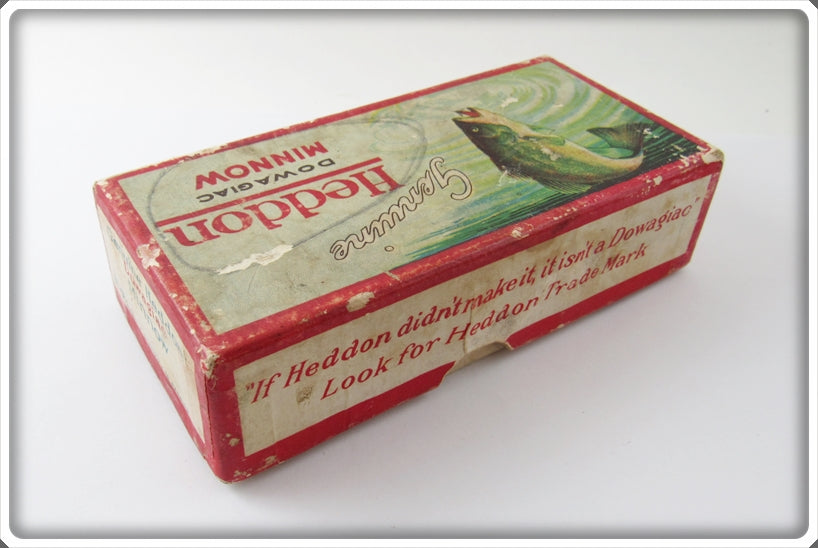 Genuine
Heddon
DOWAGIAC
MINNOW
"If Heddon didn't make it, it isn't a Dowagiac"
Look for Heddon Trade Mark